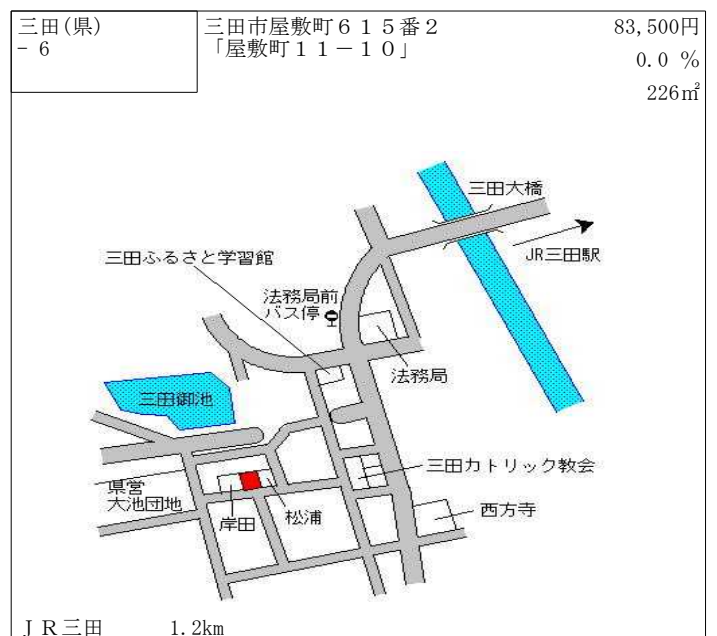 三田(県)
- 6
三田市屋敷町６１５番２
「屋敷町１１－１０」
83,500円
0.0 %
226㎡
三田大橋
JR三田駅
三田ふるさと学習館
法務局前
バス停
法務局
三田御池
三田カトリック教会
県営
大池団地
岸田
松浦
西方寺
ＪＲ三田 1.2km